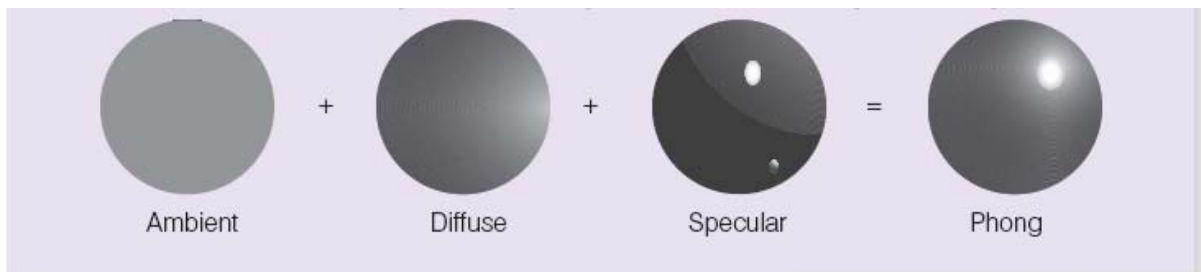 + + =
Ambient Diffuse Specular Phong